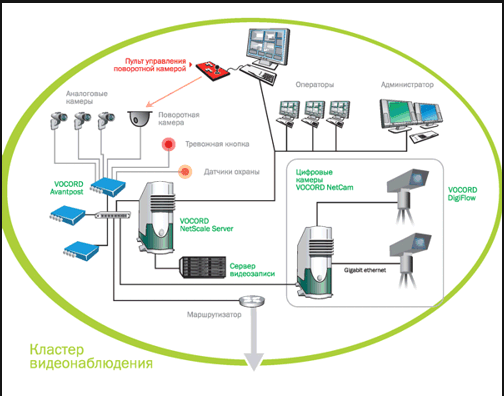 Пульт управления
поворотной камерой
Аналоговые
камеры
Поворотная
камера
Операторы
Администратор
Тревожная кнопка
Датчики охраны
VOCORD
Avantpost
VOCORD
NetScale Server
Цифровые
камеры
VOCORD NetCam
VOCORD
DigiFlow
Сервер
видеозаписи
Gigabit ethernet
Маршрутизатор
Кластер
видеонаблюдения